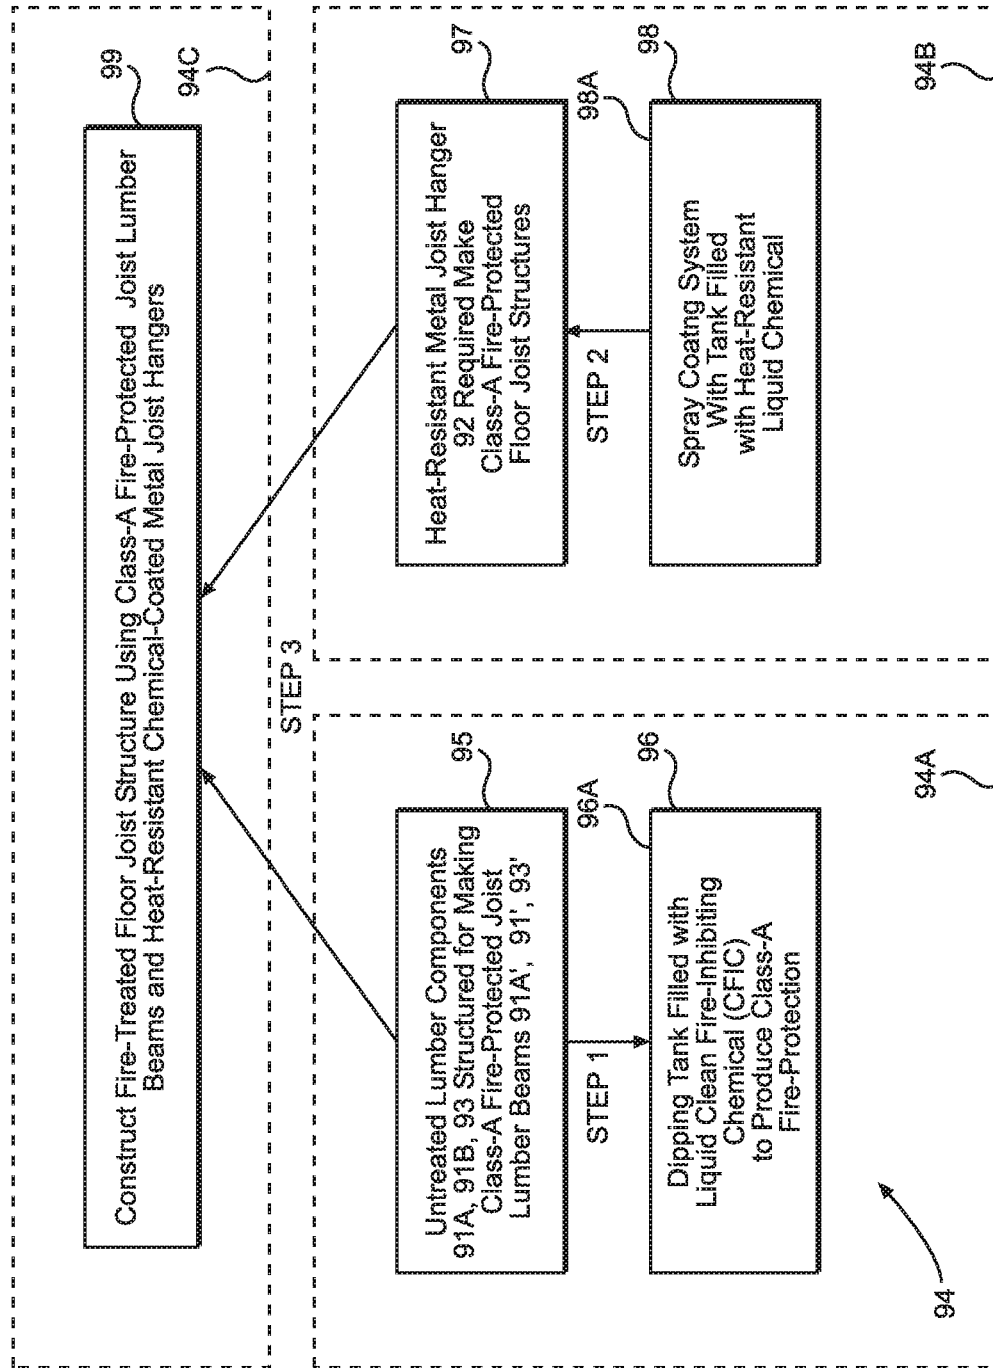 99
Construct Fire-Treated Floor Joist Structure Using Class-A Fire-Protected Joist Lumber
Beams and Heat-Resistant Chemical-Coated Metal Joist Hangers
94C
STEP 3
95
Untreated Lumber Components
91A, 91B, 93 Structured for Making
Class-A Fire-Protected Joist
Lumber Beams 91A', 91', 93'
STEP 1
96A
96
Dipping Tank Filled with
Liquid Clean Fire-Inhibiting
Chemical (CFIC)
to Produce Class-A
Fire-Protection
94
94A
97
Heat-Resistant Metal Joist Hanger
92 Required Make
Class-A Fire-Protected
Floor Joist Structures
STEP 2
98A
98
Spray Coatng System
With Tank Filled
with Heat-Resistant
Liquid Chemical
94B